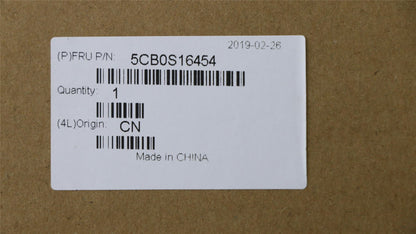 2019-02-26
(P)FRU P/N: 5CB0S16454
Quantity: 1
(4L)Origin: CN
Made in CHINA